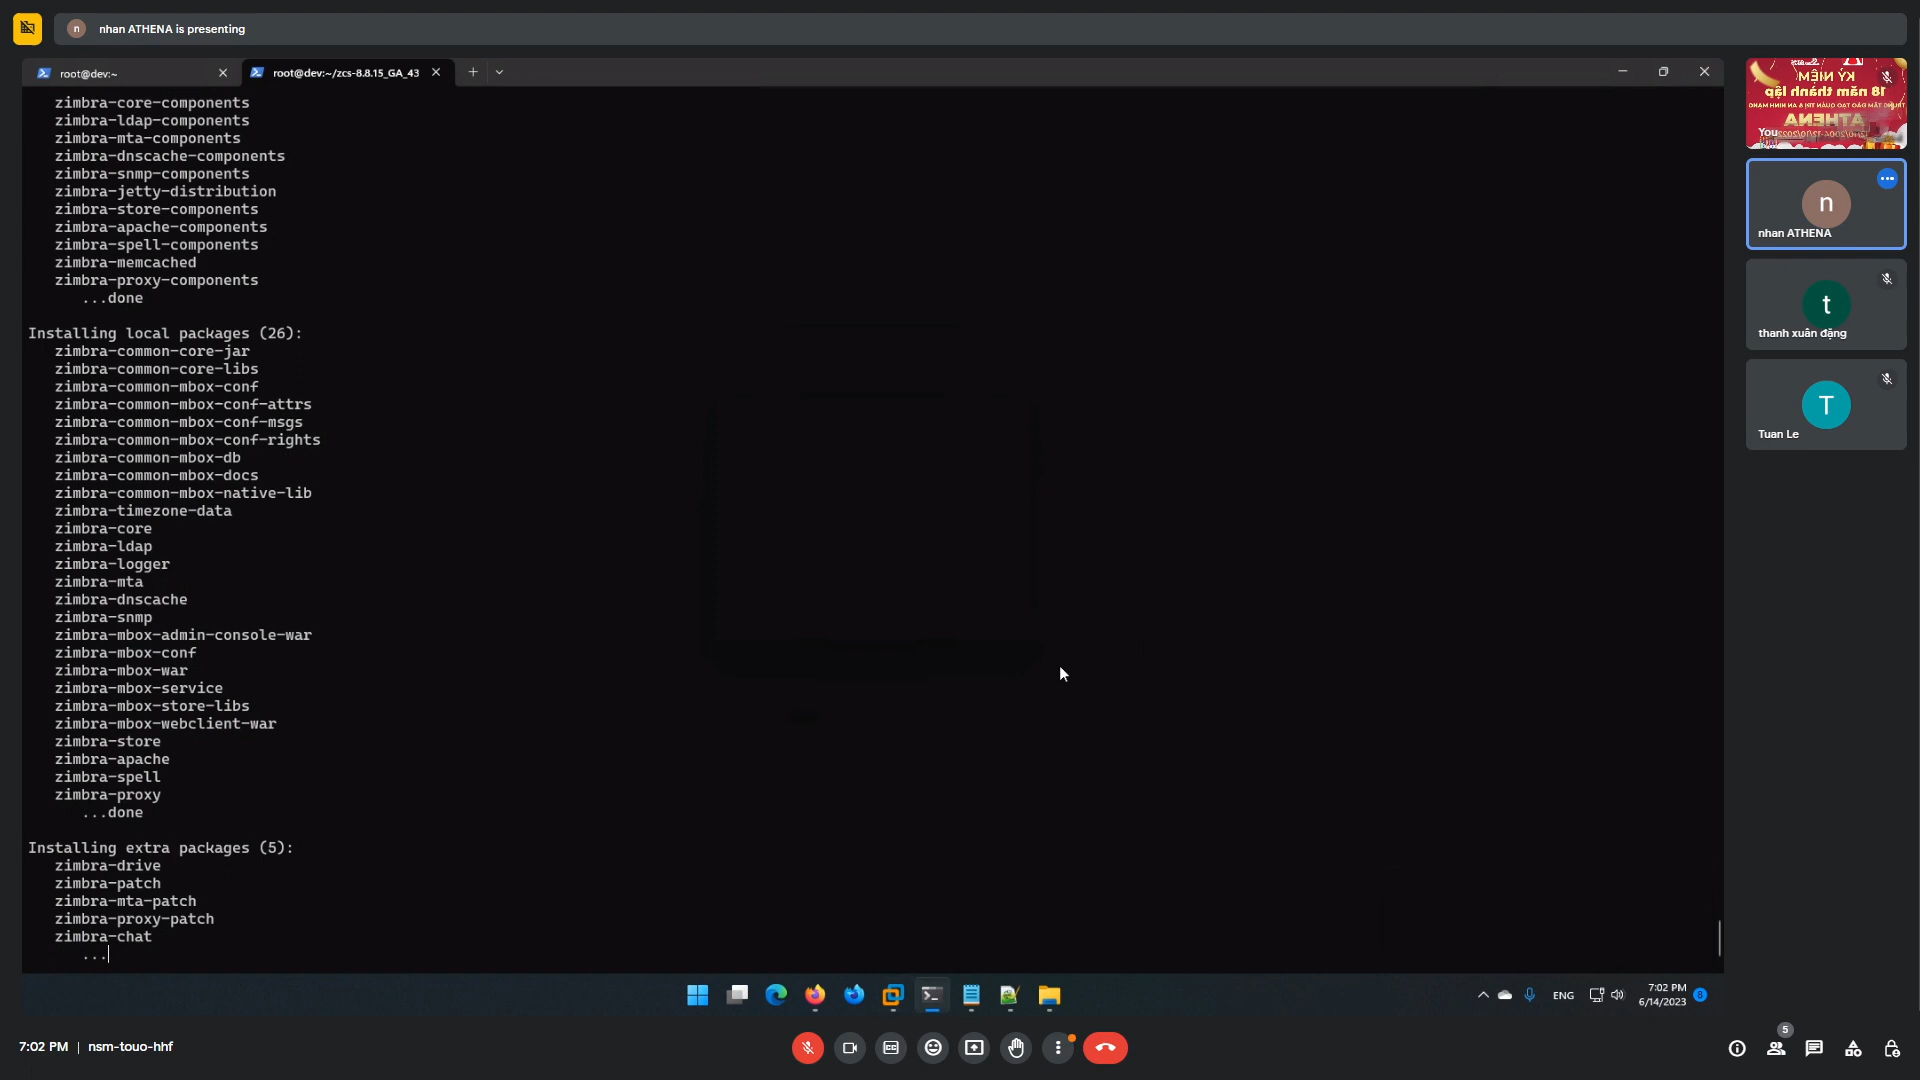 n
nhan ATHENA is presenting
root@dev:~
root@dev:~/zcs-8.8.15_GA_43
zimbra-core-components
zimbra-ldap-components
zimbra-mta-components
zimbra-dnscache-components
zimbra-snmp-components
zimbra-jetty-distribution
zimbra-store-components
zimbra-apache-components
zimbra-spell-components
zimbra-memcached
zimbra-proxy-components
...done
Installing local packages (26):
zimbra-common-core-jar
zimbra-common-core-libs
zimbra-common-mbox-conf
zimbra-common-mbox-conf-attrs
zimbra-common-mbox-conf-msgs
zimbra-common-mbox-conf-rights
zimbra-common-mbox-db
zimbra-common-mbox-docs
zimbra-common-mbox-native-lib
zimbra-timezone-data
zimbra-core
zimbra-ldap
zimbra-logger
zimbra-mta
zimbra-dnscache
zimbra-snmp
zimbra-mbox-admin-console-war
zimbra-mbox-conf
zimbra-mbox-war
zimbra-mbox-service
zimbra-mbox-store-libs
zimbra-mbox-webclient-war
zimbra-store
zimbra-apache
zimbra-spell
zimbra-proxy
...done
Installing extra packages (5):
zimbra-drive
zimbra-patch
zimbra-mta-patch
zimbra-proxy-patch
zimbra-chat
...
KỶ NIỆM
18 năm thành lập
ATHENA
You
n
nhan ATHENA
t
thanh xuân đặng
T
Tuan Le
ENG
7:02 PM
6/14/2023
8
7:02 PM | nsm-touo-hhf
5